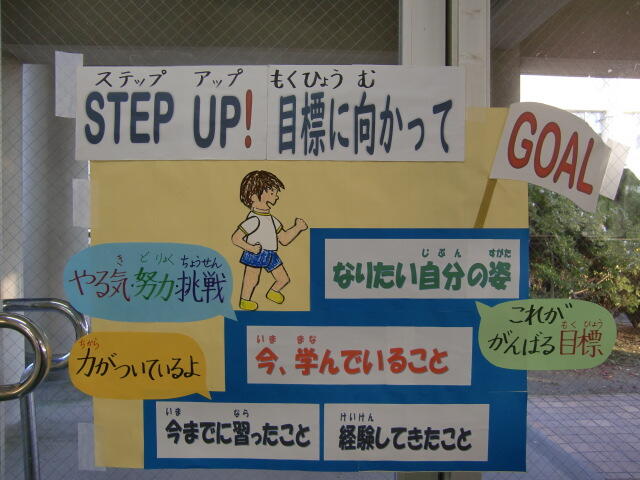 ステップ アップ もくひょう む
STEP UP! 目標に向かって
GOAL
じぶん すがた
なりたい自分の姿
き どりょく ちょうせん
やる気・努力・挑戦
これが
もくひょう
がんばる目標
いま まな
今、学んでいること
ちから
力がついているよ
いま なら
今までに習ったこと
けいけん
経験してきたこと